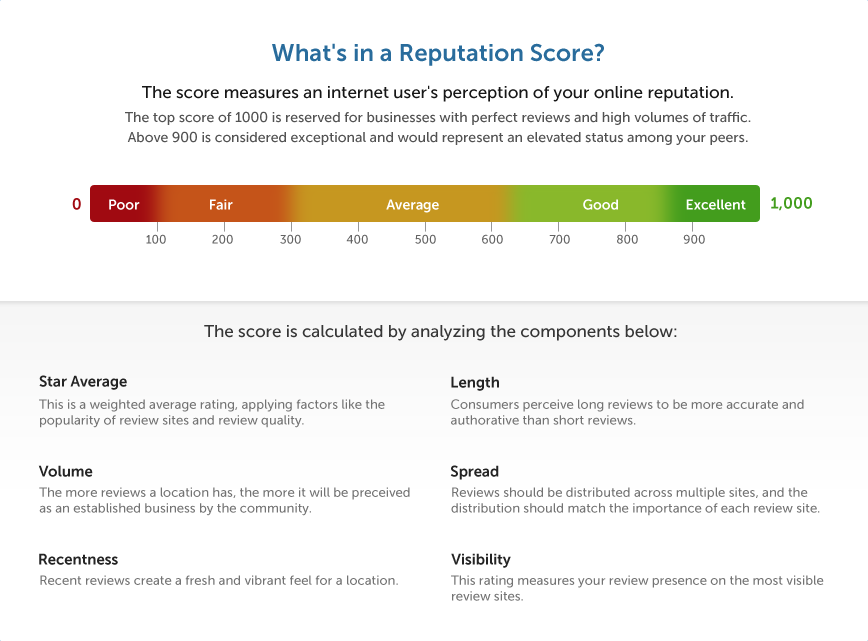 What's in a Reputation Score?
The score measures an internet user's perception of your online reputation.
The top score of 1000 is reserved for businesses with perfect reviews and high volumes of traffic.
Above 900 is considered exceptional and would represent an elevated status among your peers.
0 Poor Fair Average Good Excellent 1,000
100 200 300 400 500 600 700 800 900
The score is calculated by analyzing the components below:
Star Average
This is a weighted average rating, applying factors like the
popularity of review sites and review quality.
Length
Consumers perceive long reviews to be more accurate and
authorative than short reviews.
Volume
The more reviews a location has, the more it will be preceived
as an established business by the community.
Spread
Reviews should be distributed across multiple sites, and the
distribution should match the importance of each review site.
Recentness
Recent reviews create a fresh and vibrant feel for a location.
Visibility
This rating measures your review presence on the most visible
review sites.